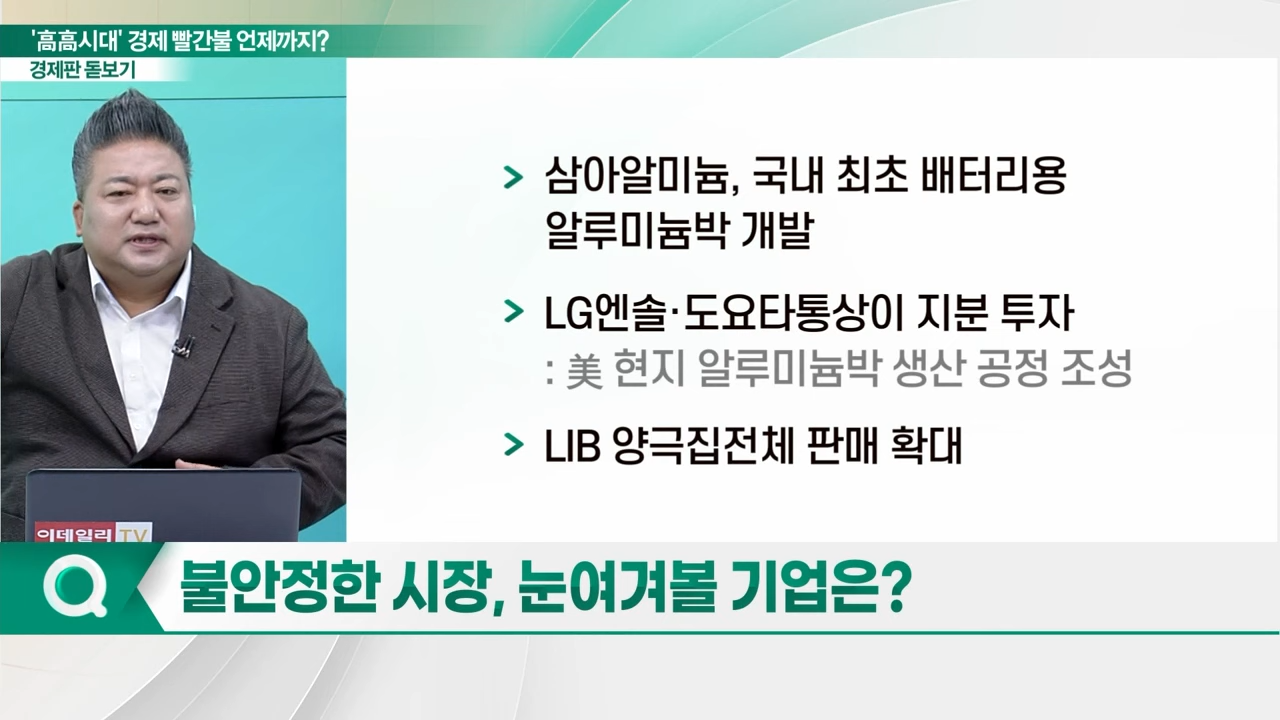 '高高시대' 경제 빨간불 언제까지?
경제판 돋보기
> 삼아알미늄, 국내 최초 배터리용
알루미늄박 개발
> LG엔솔·도요타통상이 지분 투자
: 美 현지 알루미늄박 생산 공정 조성
> LIB 양극집전체 판매 확대
이데일리 TV
Q 불안정한 시장, 눈여겨볼 기업은?